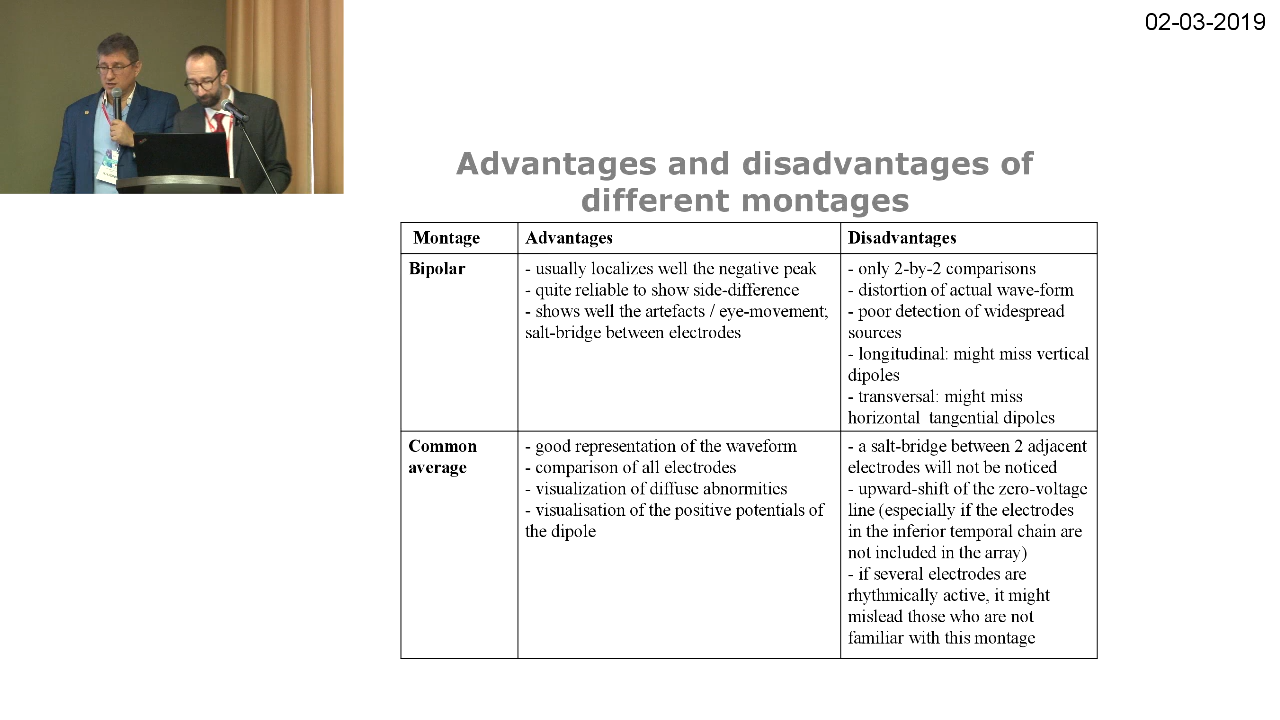 02-03-2019
Advantages and disadvantages of
different montages
Montage
Advantages
Disadvantages
Bipolar
- usually localizes well the negative peak
- quite reliable to show side-difference
- shows well the artefacts / eye-movement;
salt-bridge between electrodes
- only 2-by-2 comparisons
- distortion of actual wave-form
- poor detection of widespread
sources
- longitudinal: might miss vertical
dipoles
- transversal: might miss
horizontal tangential dipoles
Common
average
- good representation of the waveform
- comparison of all electrodes
- visualization of diffuse abnormities
- visualisation of the positive potentials of
the dipole
- a salt-bridge between 2 adjacent
electrodes will not be noticed
- upward-shift of the zero-voltage
line (especially if the electrodes
in the inferior temporal chain are
not included in the array)
- if several electrodes are
rhythmically active, it might
mislead those who are not
familiar with this montage